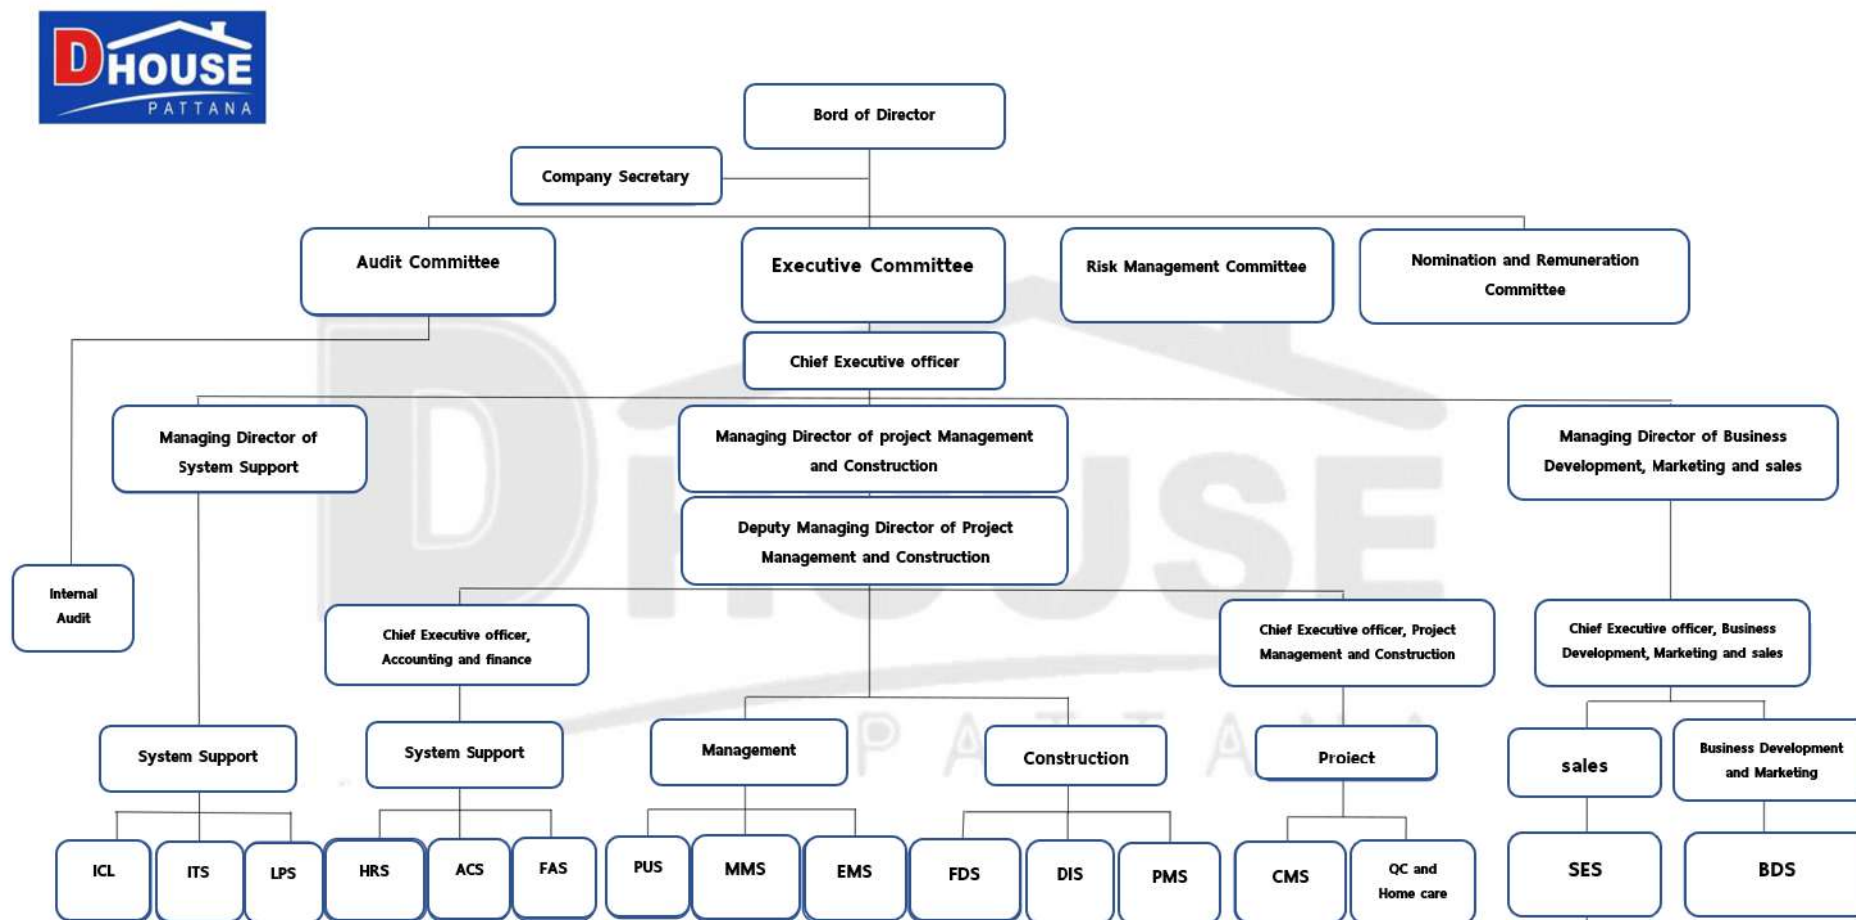 DHOUSE
PATTANA
Bord of Director
Company Secretary
Audit Committee
Executive Committee
Risk Management Committee
Nomination and Remuneration
Committee
Chief Executive officer
Managing Director of
System Support
Managing Director of project Management
and Construction
Managing Director of Business
Development, Marketing and sales
Deputy Managing Director of Project
Management and Construction
Internal
Audit
Chief Executive officer,
Accounting and finance
Chief Executive officer, Project
Management and Construction
Chief Executive officer, Business
Development, Marketing and sales
System Support
System Support
Management
Construction
Project
sales
Business Development
and Marketing
ICL
ITS
LPS
HRS
ACS
FAS
PUS
MMS
EMS
FDS
DIS
PMS
CMS
QC and
Home care
SES
BDS
DHOUSE
PATTANA